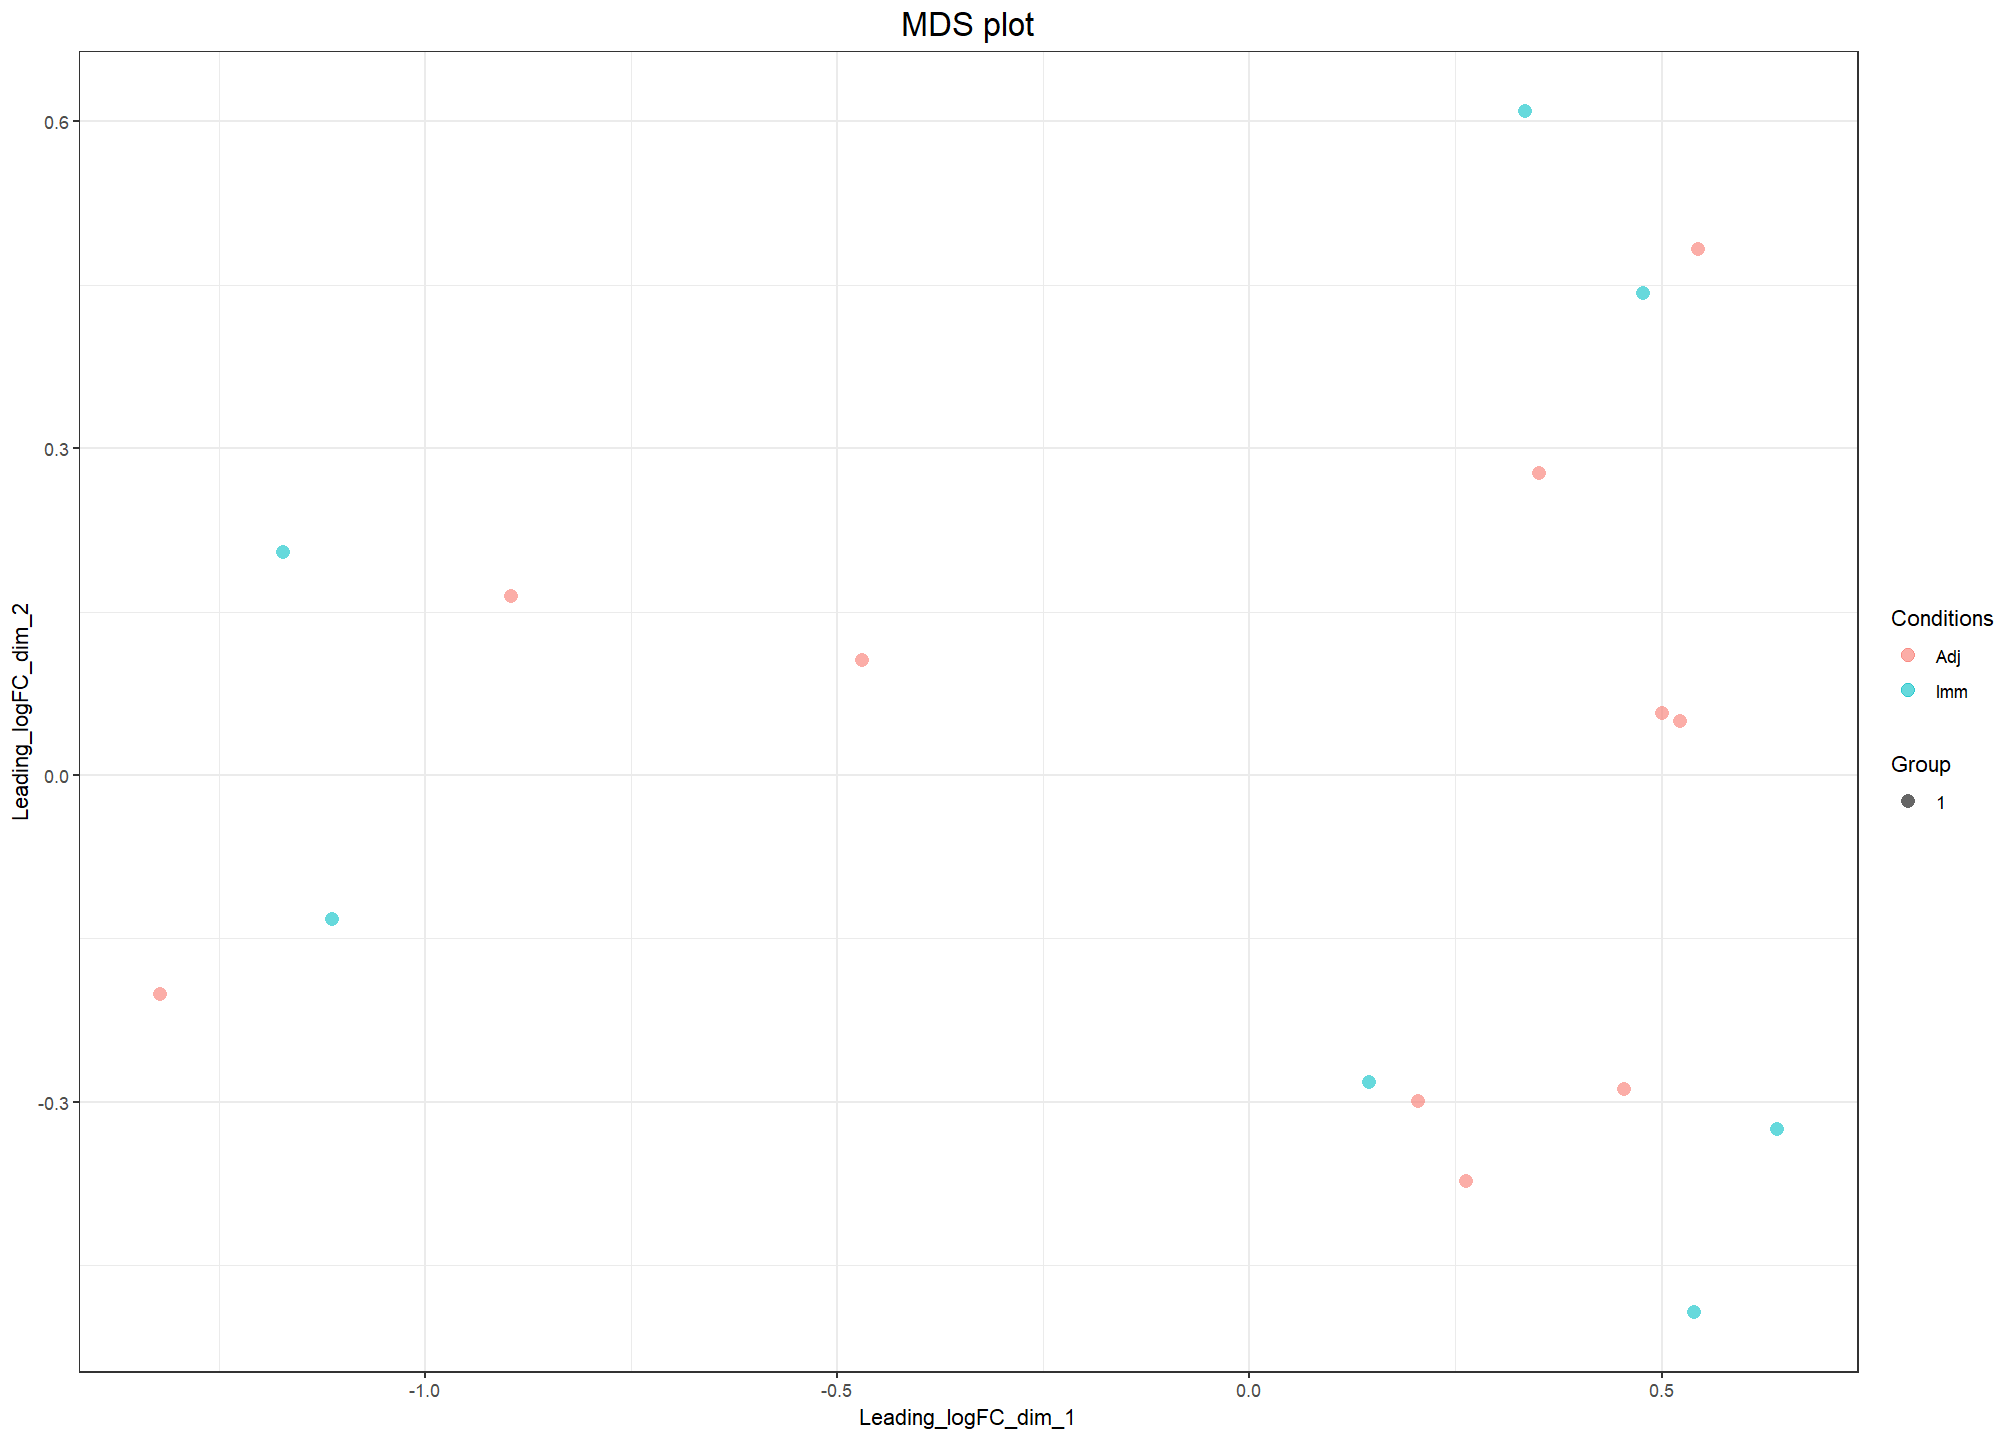 MDS plot
0.6
0.3
0.0
-0.3
Leading_logFC_dim_2
-1.0
-0.5
0.0
0.5
Leading_logFC_dim_1
Conditions
Adj
Imm
Group
1